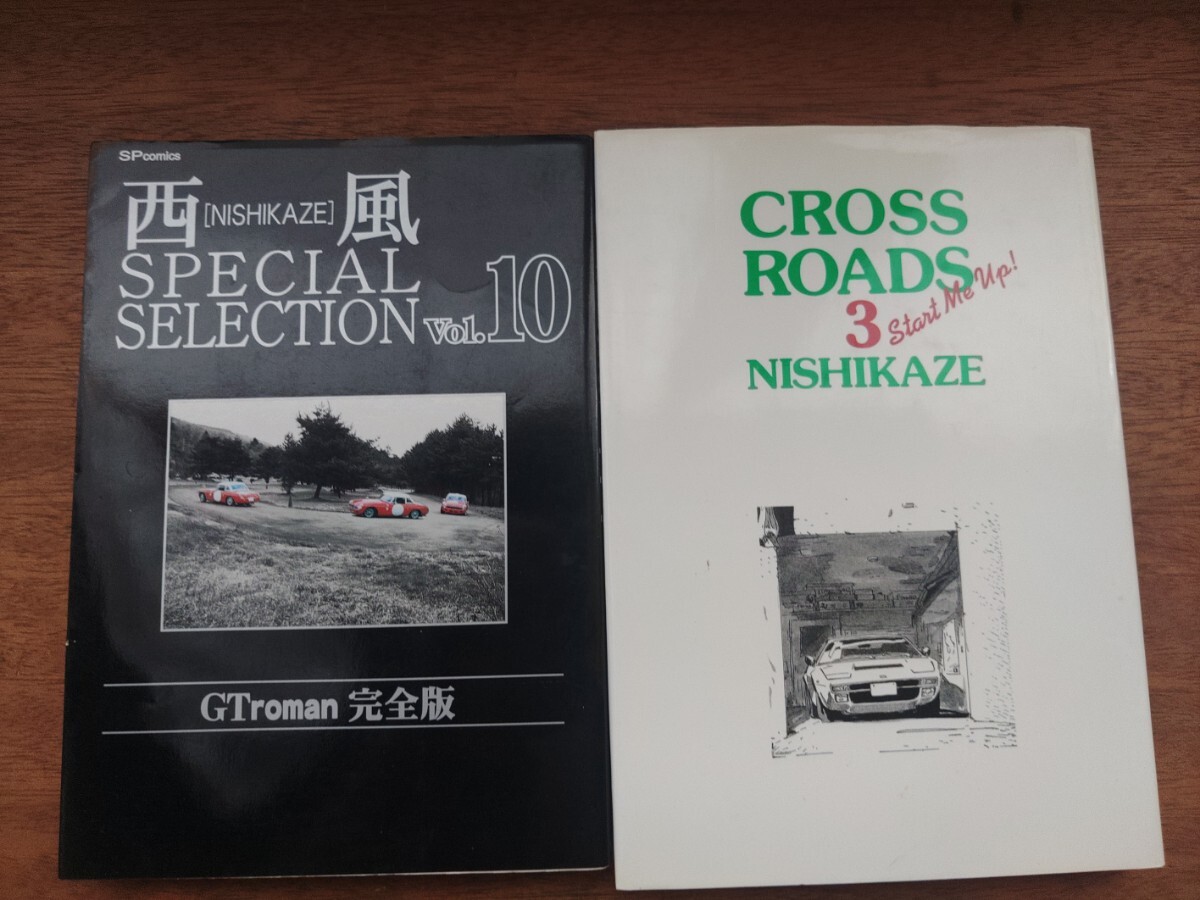 SPcomics
西[NISHIKAZE]風
SPECIAL
SELECTION Vol.10
GTroman 完全版
CROSS
ROADS
3 Start Me Up!
NISHIKAZE